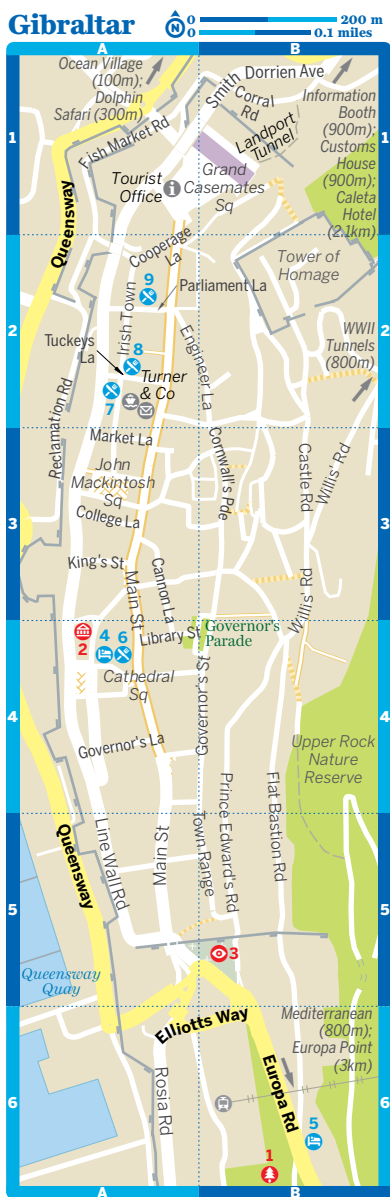 Gibraltar
N
0 200 m
0 0.1 miles
A B
Ocean Village
(100m);
Dolphin
Safari (300m)
Smith Dorrien Ave
Corral
Rd
Landport
Tunnel
Information
Booth
(900m);
Customs
House
(900m);
Caleta
Hotel
(2.1km)
1 1
Fish Market Rd
Tourist
Office
i
Grand
Casemates
Sq
Queensway
Cooperage
La
Tower of
Homage
9
Parliament La
Irish Town
2 2
Engineer La
WWII
Tunnels
(800m)
Tuckeys
La
8
Turner
& Co
7
Reclamation Rd
Market La
Cornwall's Pde
Castle Rd
Willis' Rd
John
Mackintosh
Sq
3 3
College La
King's St
Cannon La
Main St
Willis' Rd
Library St
Governor's
Parade
2
4 6
Cathedral
Sq
Governor's St
4 4
Governor's La
Upper Rock
Nature
Reserve
Queensway
Line Wall Rd
Main St
Town Range
Prince Edward's Rd
Flat Bastion Rd
5 5
3
Queensway
Quay
Elliotts Way
Mediterranean
(800m);
Europa Point
(3km)
Europa Rd
Rosia Rd
6 6
5
1
A B